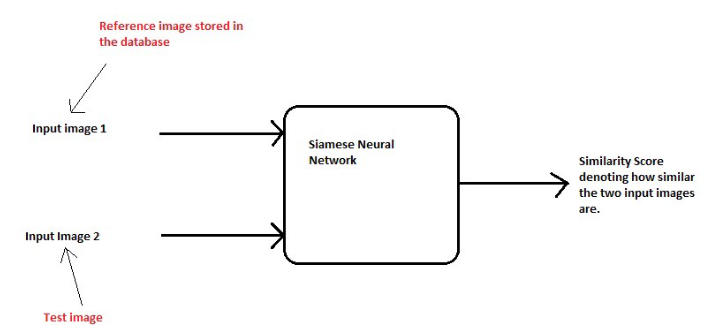 Reference image stored in
the database
Input image 1
Siamese Neural
Network
Similarity Score
denoting how similar
the two input images
are.
Input Image 2
Test image